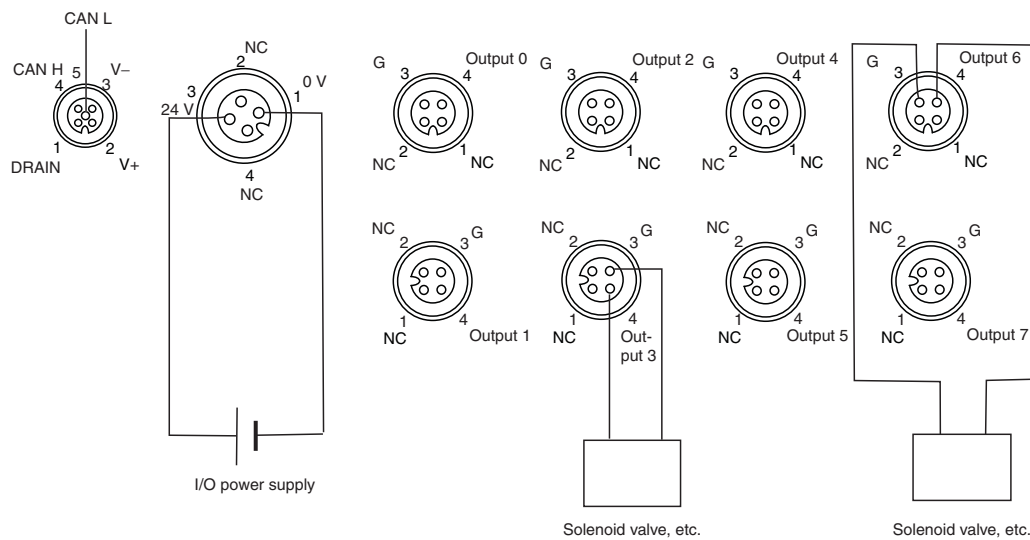 CAN L
CAN H
5
V–
4
3
1
2
DRAIN
V+
NC
2
3
0 V
1
24 V
4
NC
G
Output 0
3
4
NC
2
1
NC
Output 2
3
4
NC
2
1
NC
G
Output 4
3
4
NC
2
1
NC
G
Output 6
3
4
NC
2
1
NC
NC
G
2
3
1
4
NC
Output 1
NC
G
2
3
1
4
NC
Out-
put 3
NC
G
2
3
1
4
NC
Output 5
NC
G
2
3
1
4
NC
Output 7
I/O power supply
Solenoid valve, etc.
Solenoid valve, etc.